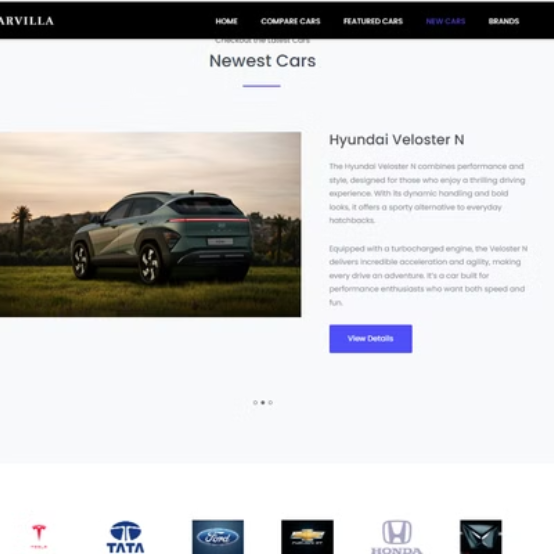 ARVILLA
HOME COMPARE CARS FEATURED CARS NEW CARS BRANDS
Checkout the Latest Cars
Newest Cars
Hyundai Veloster N
The Hyundai Veloster N combines performance and
style, designed for those who enjoy a thrilling driving
experience. With its dynamic handling and bold
looks, it offers a sporty alternative to everyday
hatchbacks.
Equipped with a turbocharged engine, the Veloster N
delivers incredible acceleration and agility, making
every drive an adventure. It's a car built for
performance enthusiasts who want both speed and
fun.
View Details
TESLA TATA Ford HONDA